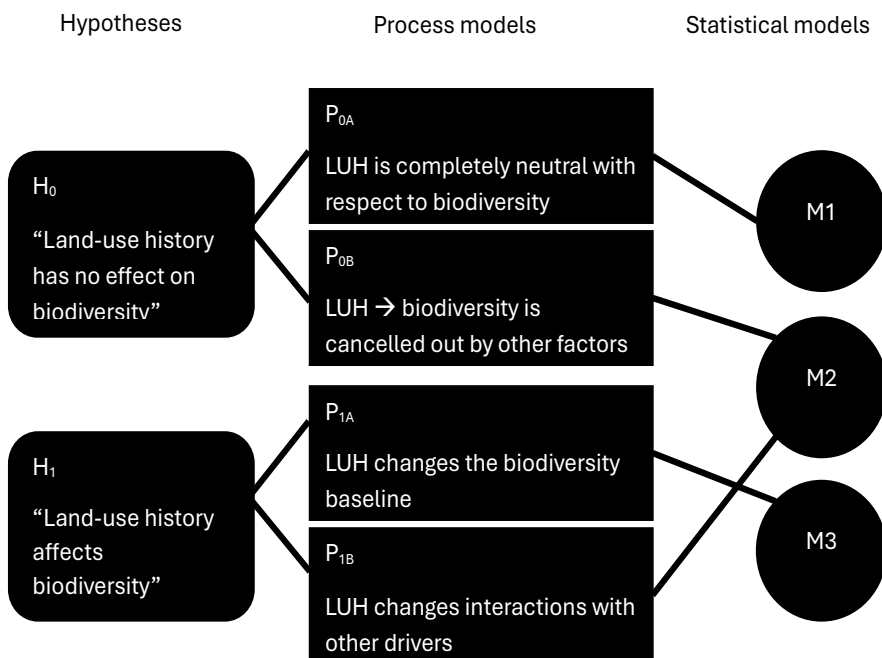 Hypotheses
Process models
Statistical models
H₀
“Land-use history
has no effect on
biodiversity”
H₁
“Land-use history
affects
biodiversity”
P₀A
LUH is completely neutral with
respect to biodiversity
P₀B
LUH → biodiversity is
cancelled out by other factors
P₁A
LUH changes the biodiversity
baseline
P₁B
LUH changes interactions with
other drivers
M1
M2
M3